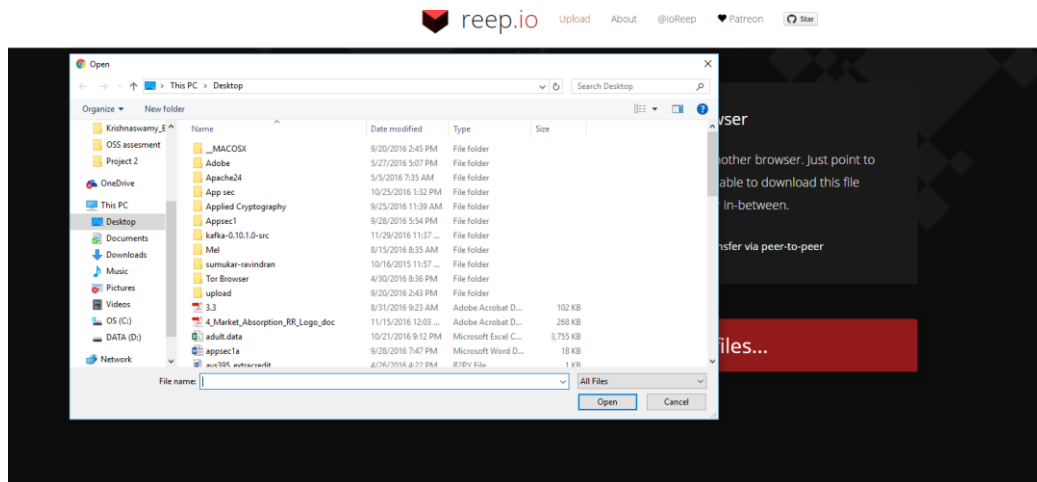 reep.io Upload About @IoReep Patreon Star
Open
This PC > Desktop
Search Desktop
Organize New folder
Krishnaswamy_E
OSS assesment
Project 2
OneDrive
This PC
Desktop
Documents
Downloads
Music
Pictures
Videos
OS (C:)
DATA (D:)
Network
Name Date modified Type Size
__MACOSX 9/20/2016 2:45 PM File folder
Adobe 5/27/2016 5:07 PM File folder
Apache24 5/5/2016 7:35 AM File folder
App sec 10/25/2016 1:32 PM File folder
Applied Cryptography 9/25/2016 11:39 AM File folder
Appsec1 9/28/2016 5:54 PM File folder
kafka-0.10.1.0-src 11/29/2016 11:37 ... File folder
Mel 8/15/2016 8:35 AM File folder
sumukar-ravindran 10/16/2015 11:57 ... File folder
Tor Browser 4/30/2016 8:36 PM File folder
upload 9/20/2016 2:43 PM File folder
3.3 8/31/2016 9:23 AM Adobe Acrobat D... 102 KB
4_Market_Absorption_RR_Logo_doc 11/15/2016 12:03 ... Adobe Acrobat D... 268 KB
adult.data 10/21/2016 9:12 PM Microsoft Excel C... 3,755 KB
appsec1a 9/28/2016 7:47 PM Microsoft Word D... 18 KB
avs395_extracredit 4/26/2016 4:22 PM R2PY File 1 KB
File name: All Files
Open Cancel
wser
other browser. Just point to
able to download this file
in-between.
nsfer via peer-to-peer
files...